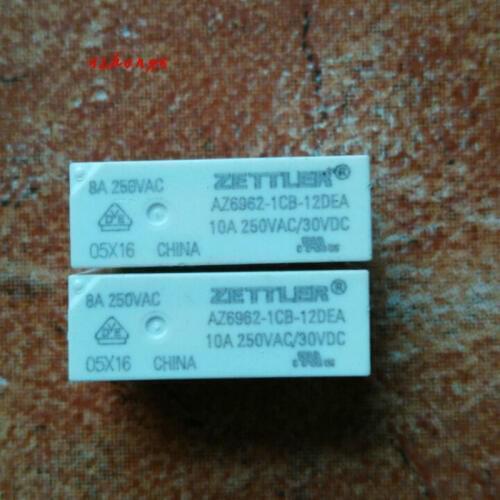 8A 250VAC ZETTLER®
AZ6962-1CB-12DEA
10A 250VAC/30VDC
05X16 CHINA
8A 250VAC ZETTLER®
AZ6962-1CB-12DEA
10A 250VAC/30VDC
05X16 CHINA